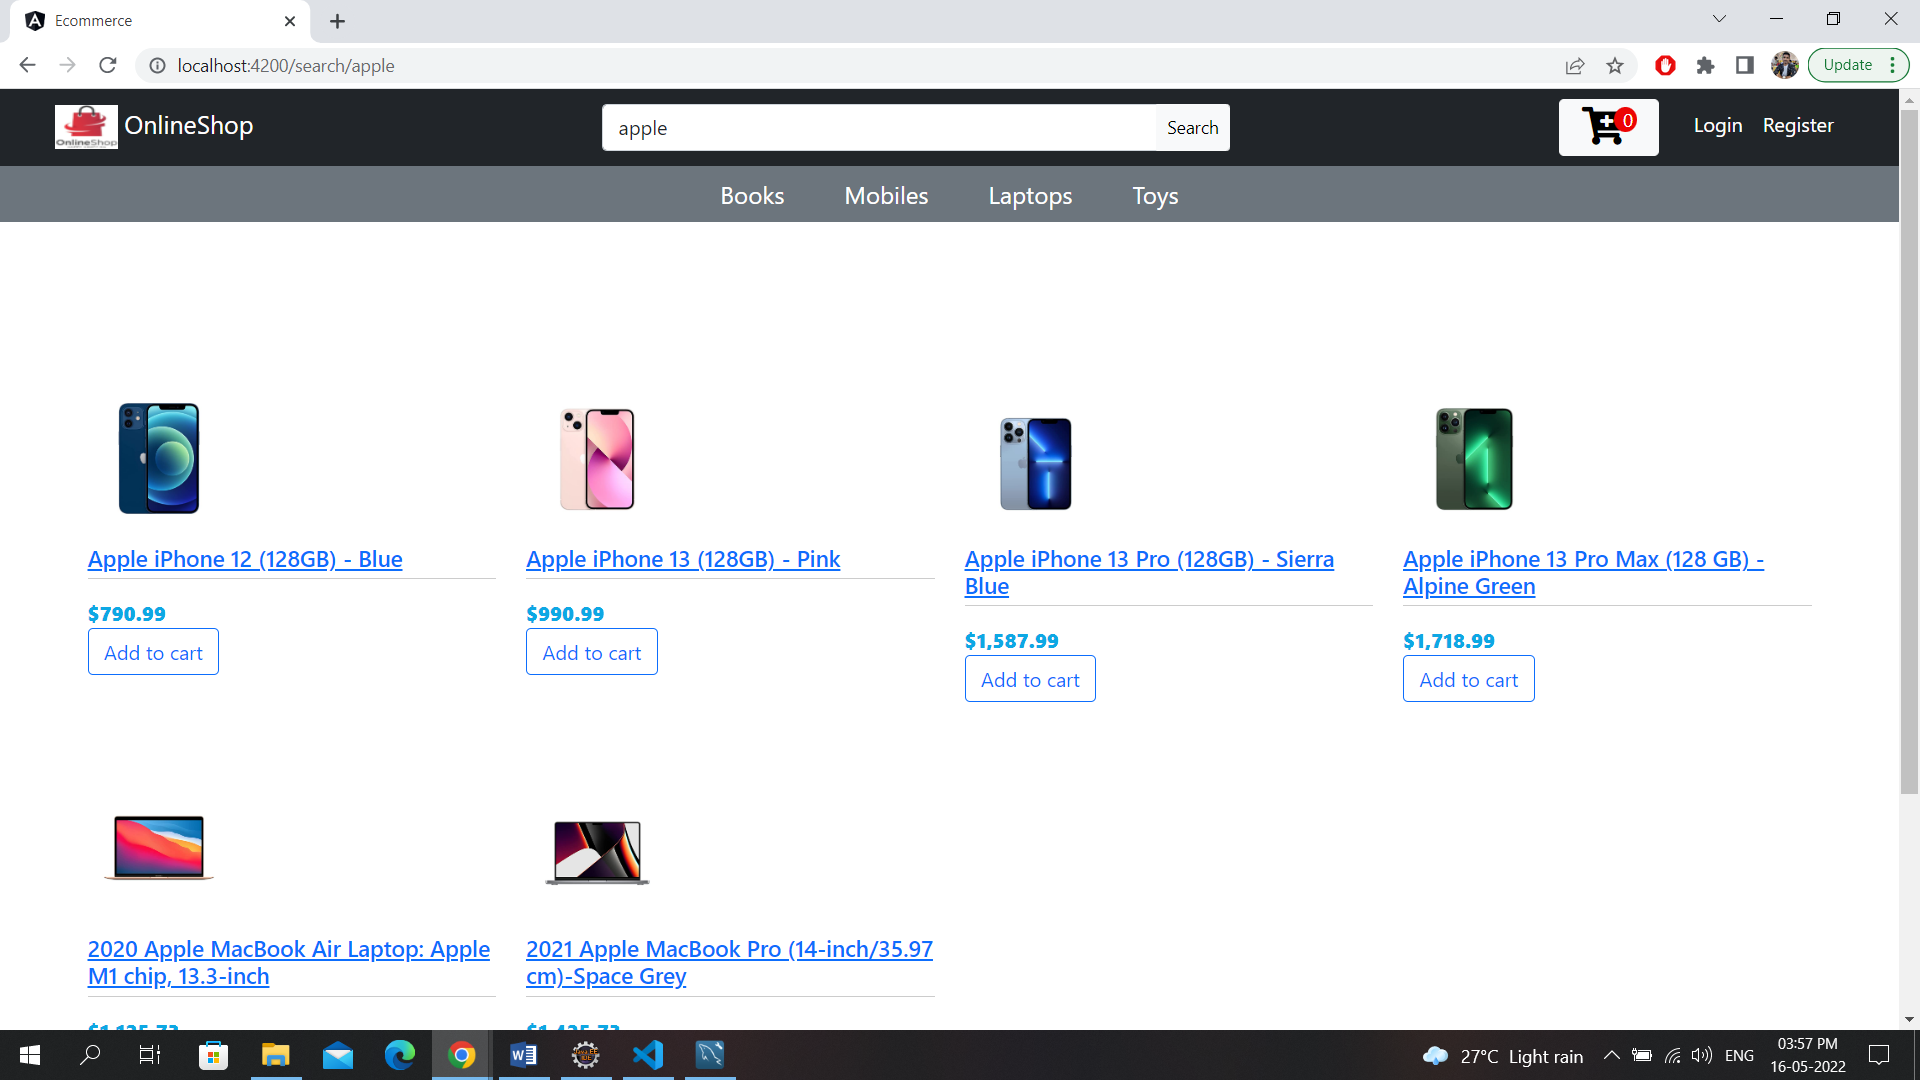 Ecommerce
localhost:4200/search/apple
Update
OnlineShop
OnlineShop
apple
Search
0
Login
Register
Books
Mobiles
Laptops
Toys
Apple iPhone 12 (128GB) - Blue
$790.99
Add to cart
Apple iPhone 13 (128GB) - Pink
$990.99
Add to cart
Apple iPhone 13 Pro (128GB) - Sierra
Blue
$1,587.99
Add to cart
Apple iPhone 13 Pro Max (128 GB) -
Alpine Green
$1,718.99
Add to cart
2020 Apple MacBook Air Laptop: Apple
M1 chip, 13.3-inch
2021 Apple MacBook Pro (14-inch/35.97
cm)-Space Grey
27°C Light rain
ENG
03:57 PM
16-05-2022